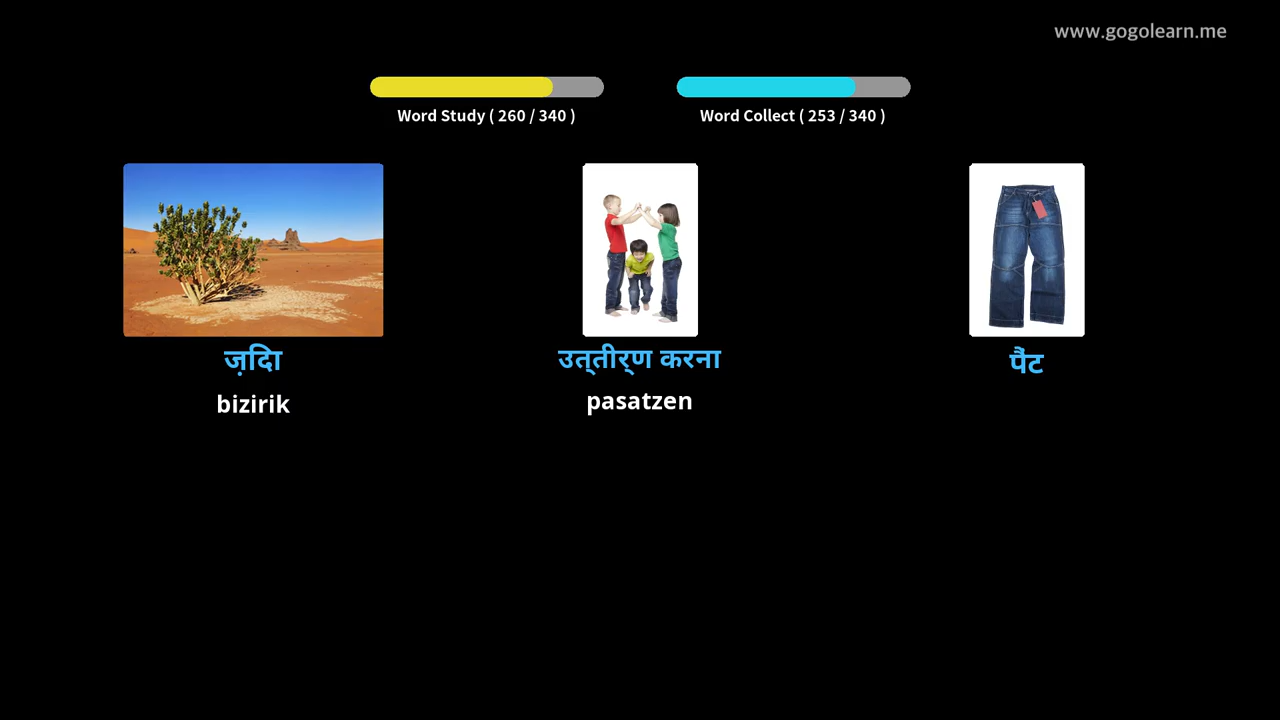 www.gogolearn.me
Word Study ( 260 / 340 )
Word Collect ( 253 / 340 )
ज़िंदा
उत्तीर्ण करना
पैंट
bizirik
pasatzen